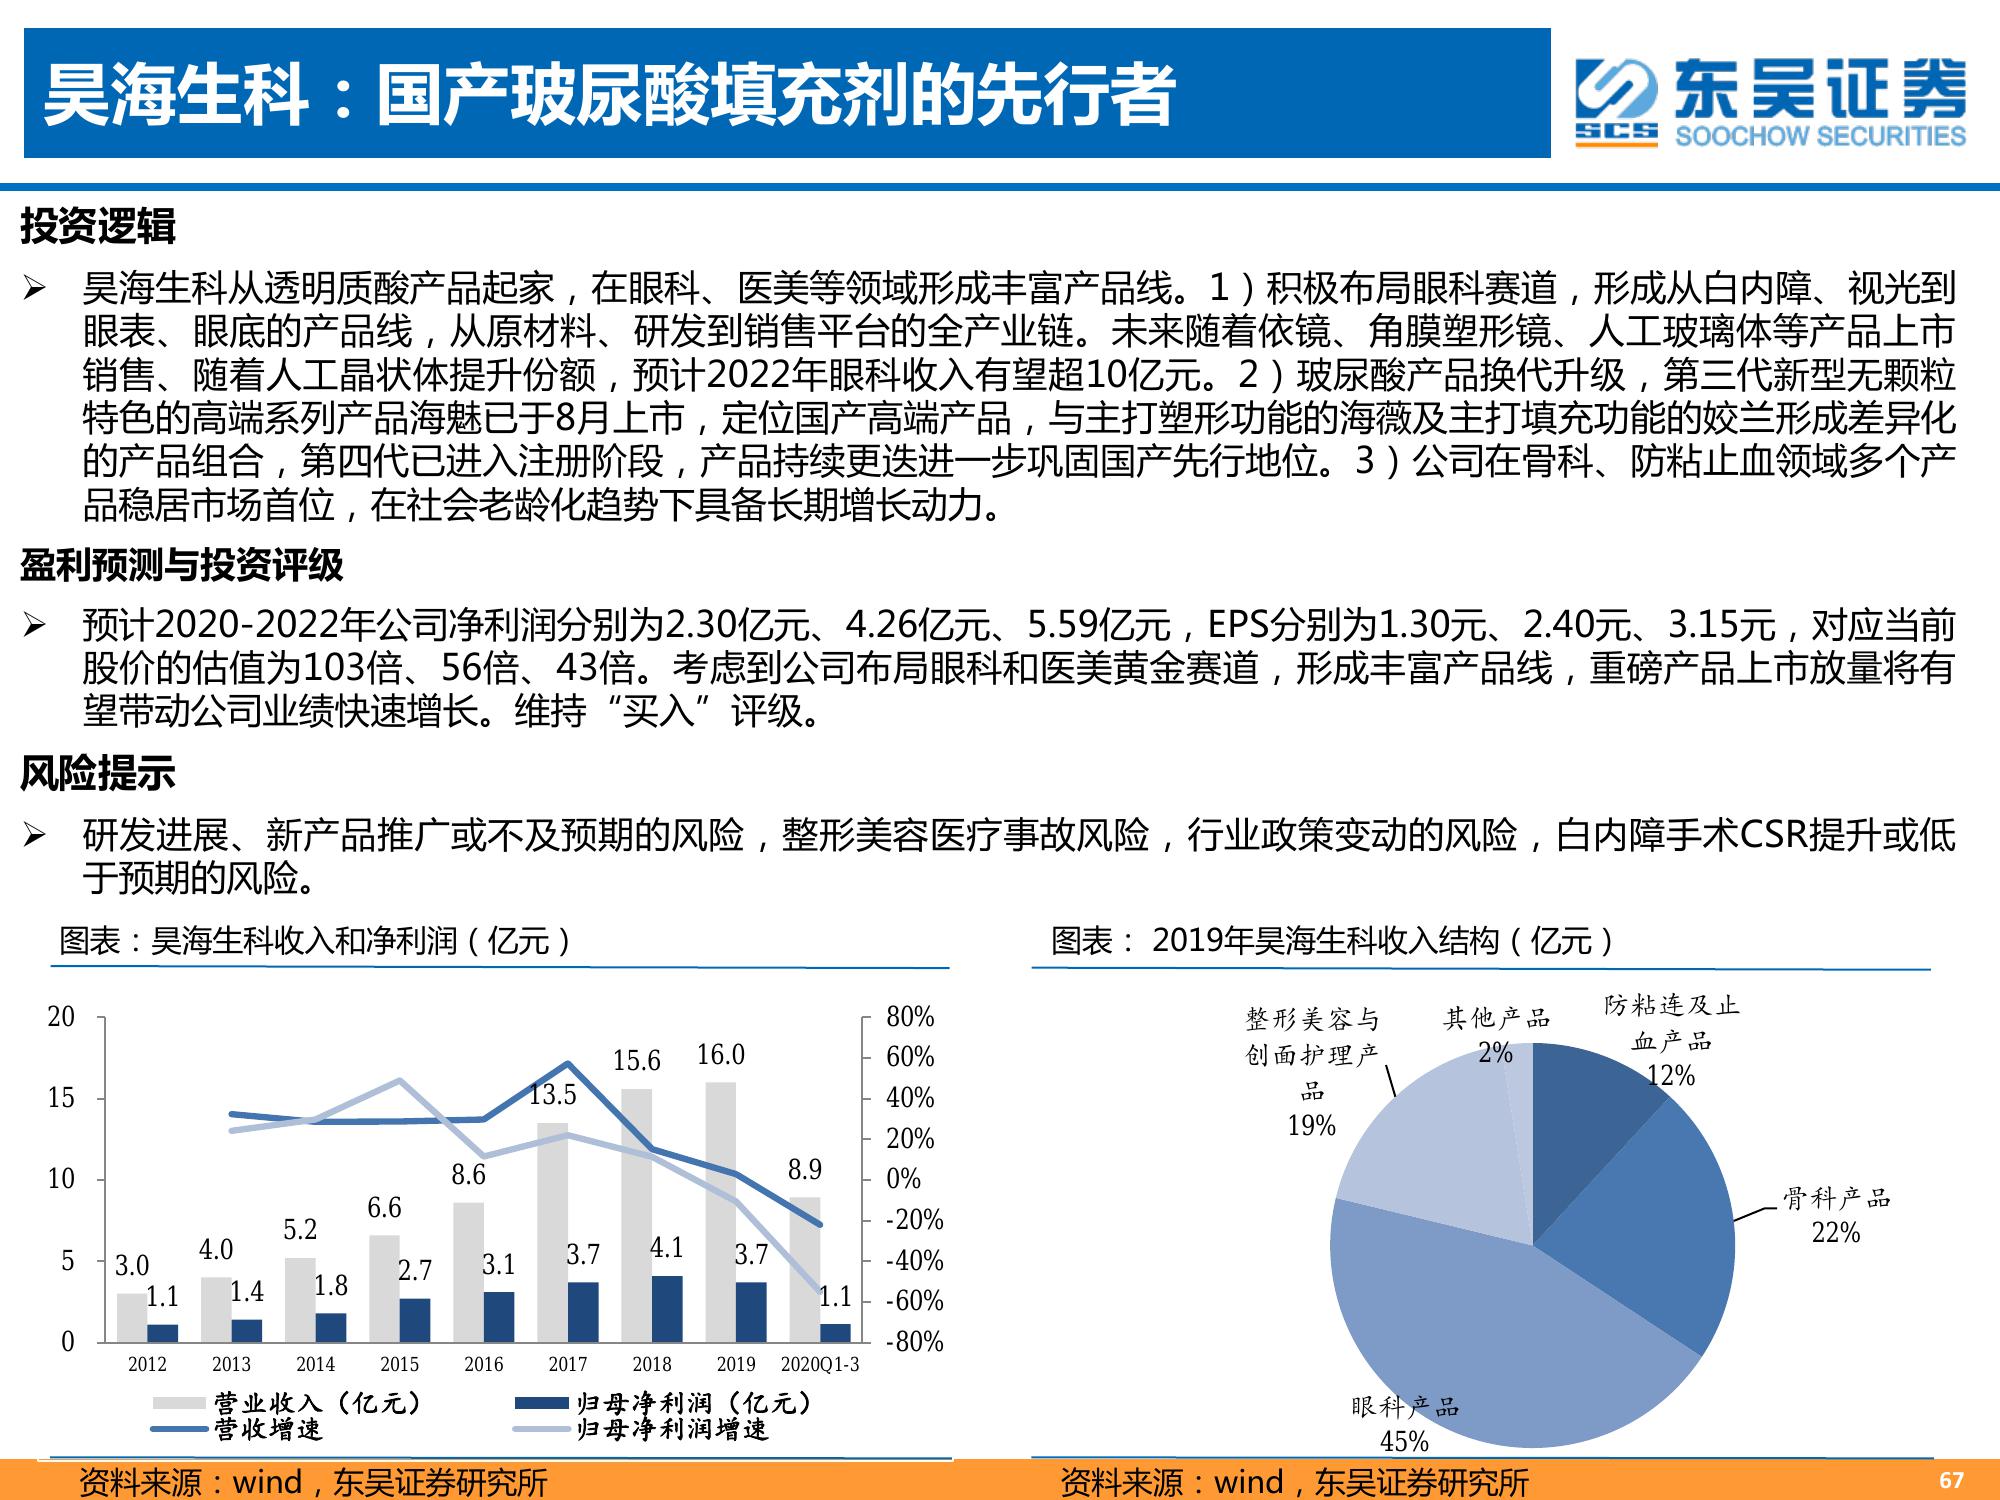 昊海生科：国产玻尿酸填充剂的先行者
东吴证券
SCS
SOOCHOW SECURITIES
投资逻辑
➢ 昊海生科从透明质酸产品起家，在眼科、医美等领域形成丰富产品线。1）积极布局眼科赛道，形成从白内障、视光到
眼表、眼底的产品线，从原材料、研发到销售平台的全产业链。未来随着依镜、角膜塑形镜、人工玻璃体等产品上市
销售、随着人工晶状体提升份额，预计2022年眼科收入有望超10亿元。2）玻尿酸产品换代升级，第三代新型无颗粒
特色的高端系列产品海魅已于8月上市，定位国产高端产品，与主打塑形功能的海薇及主打填充功能的姣兰形成差异化
的产品组合，第四代已进入注册阶段，产品持续更迭进一步巩固国产先行地位。3）公司在骨科、防粘止血领域多个产
品稳居市场首位，在社会老龄化趋势下具备长期增长动力。
盈利预测与投资评级
➢ 预计2020-2022年公司净利润分别为2.30亿元、4.26亿元、5.59亿元，EPS分别为1.30元、2.40元、3.15元，对应当前
股价的估值为103倍、56倍、43倍。考虑到公司布局眼科和医美黄金赛道，形成丰富产品线，重磅产品上市放量将有
望带动公司业绩快速增长。维持“买入”评级。
风险提示
➢ 研发进展、新产品推广或不及预期的风险，整形美容医疗事故风险，行业政策变动的风险，白内障手术CSR提升或低
于预期的风险。
图表：昊海生科收入和净利润（亿元）
20
15
10
5
0
80%
60%
40%
20%
0%
-20%
-40%
-60%
-80%
3.0
4.0
5.2
6.6
8.6
13.5
15.6
16.0
8.9
1.1
1.4
1.8
2.7
3.1
3.7
4.1
3.7
1.1
2012 2013 2014 2015 2016 2017 2018 2019 2020Q1-3
营业收入（亿元） 归母净利润（亿元）
营收增速 归母净利润增速
资料来源：wind，东吴证券研究所
图表： 2019年昊海生科收入结构（亿元）
整形美容与
创面护理产
品
19%
其他产品
2%
防粘连及止
血产品
12%
骨科产品
22%
眼科产品
45%
资料来源：wind，东吴证券研究所
67